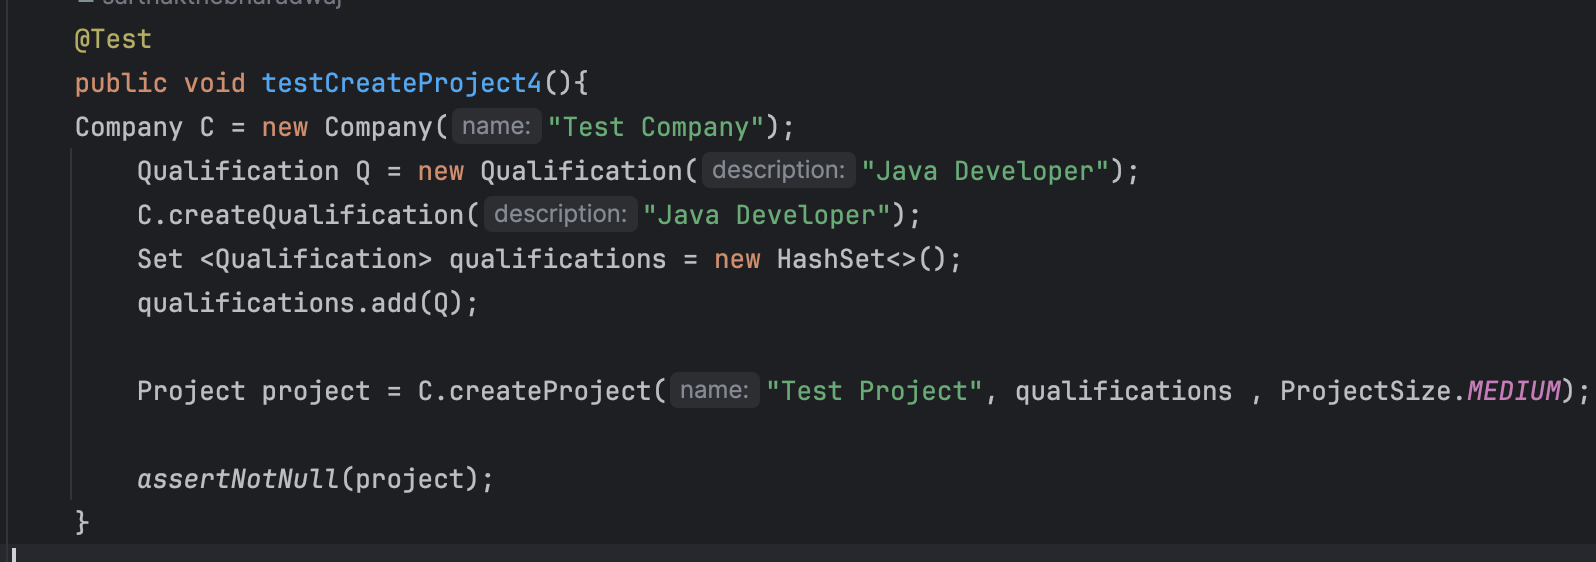 @Test
public void testCreateProject4(){
Company C = new Company( name: "Test Company");
Qualification Q = new Qualification( description: "Java Developer");
C.createQualification( description: "Java Developer");
Set <Qualification> qualifications = new HashSet<>();
qualifications.add(Q);
Project project = C.createProject( name: "Test Project", qualifications , ProjectSize.MEDIUM);
assertNotNull(project);
}